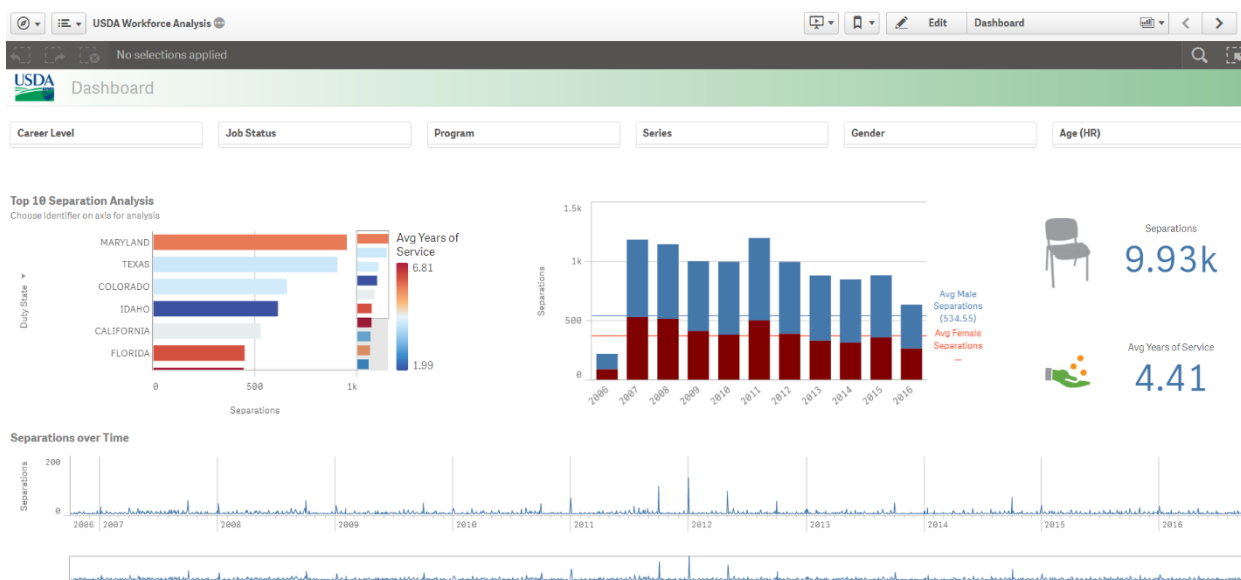 USDA Workforce Analysis
Edit
Dashboard
No selections applied
USDA
Dashboard
Career Level
Job Status
Program
Series
Gender
Age (HR)
Top 10 Separation Analysis
Choose Identifier on axis for analysis
Duty State
MARYLAND
TEXAS
COLORADO
IDAHO
CALIFORNIA
FLORIDA
0
500
1k
Separations
Avg Years of
Service
6.81
1.99
Separations
1.5k
1k
500
0
2006
2007
2008
2009
2010
2011
2012
2013
2014
2015
2016
Avg Male
Separations
(534.55)
Avg Female
Separations
—
Separations
9.93k
Avg Years of Service
4.41
Separations over Time
Separations
200
0
2006
2007
2008
2009
2010
2011
2012
2013
2014
2015
2016